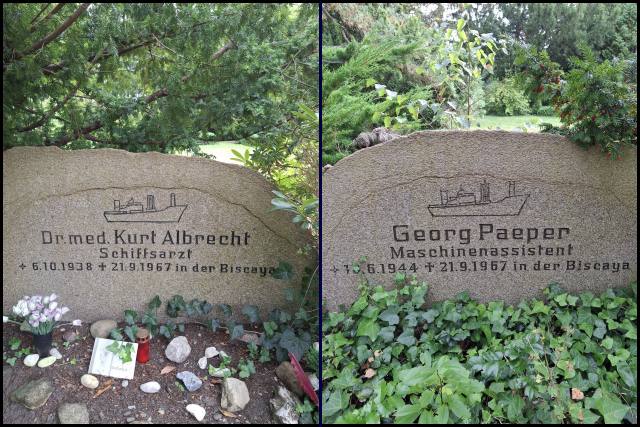 Dr. med. Kurt Albrecht
Schiffsarzt
+ 6.10.1938 + 21.9.1967 in der Biscaya
Georg Paeper
Maschinenassistent
6.1944 + 21.9.1967 in der Biscaya